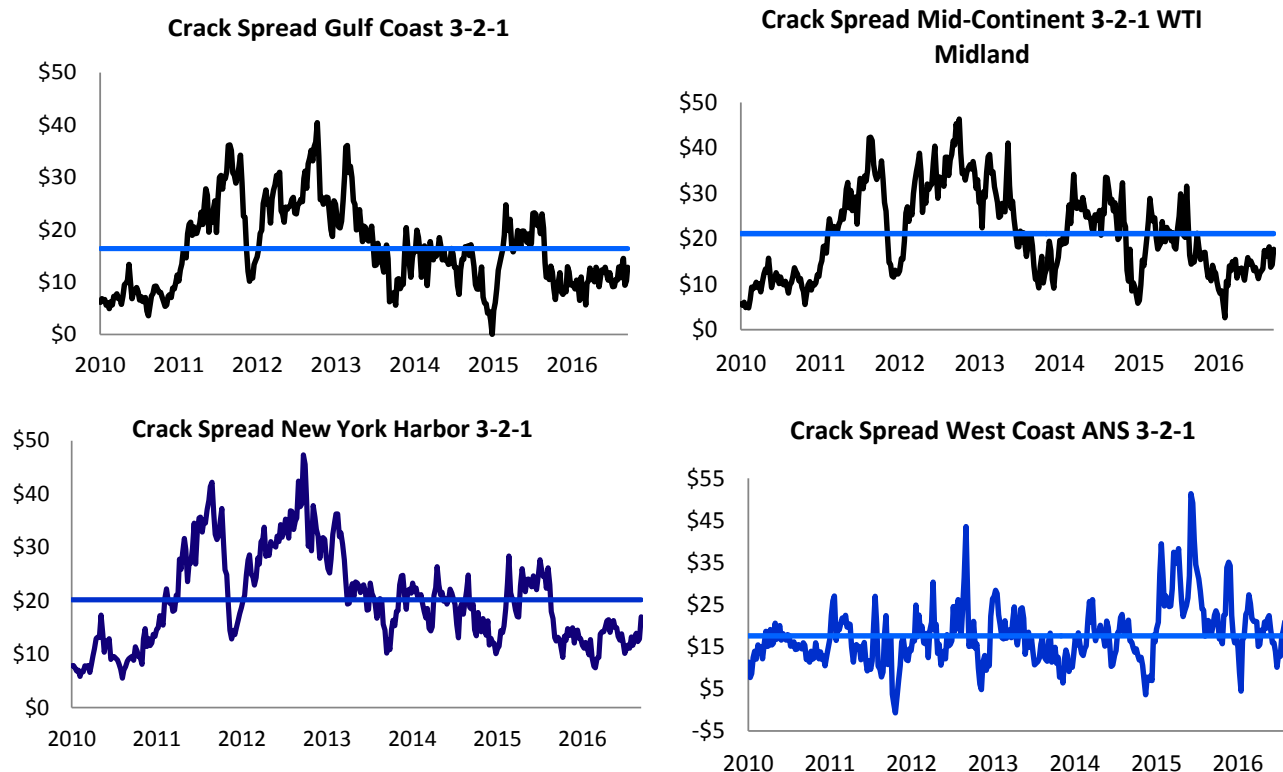 Crack Spread Gulf Coast 3-2-1
$50
$40
$30
$20
$10
$0
2010 2011 2012 2013 2014 2015 2016
Crack Spread Mid-Continent 3-2-1 WTI
Midland
$50
$40
$30
$20
$10
$0
2010 2011 2012 2013 2014 2015 2016
Crack Spread New York Harbor 3-2-1
$50
$40
$30
$20
$10
$0
2010 2011 2012 2013 2014 2015 2016
Crack Spread West Coast ANS 3-2-1
$55
$45
$35
$25
$15
$5
-$5
2010 2011 2012 2013 2014 2015 2016